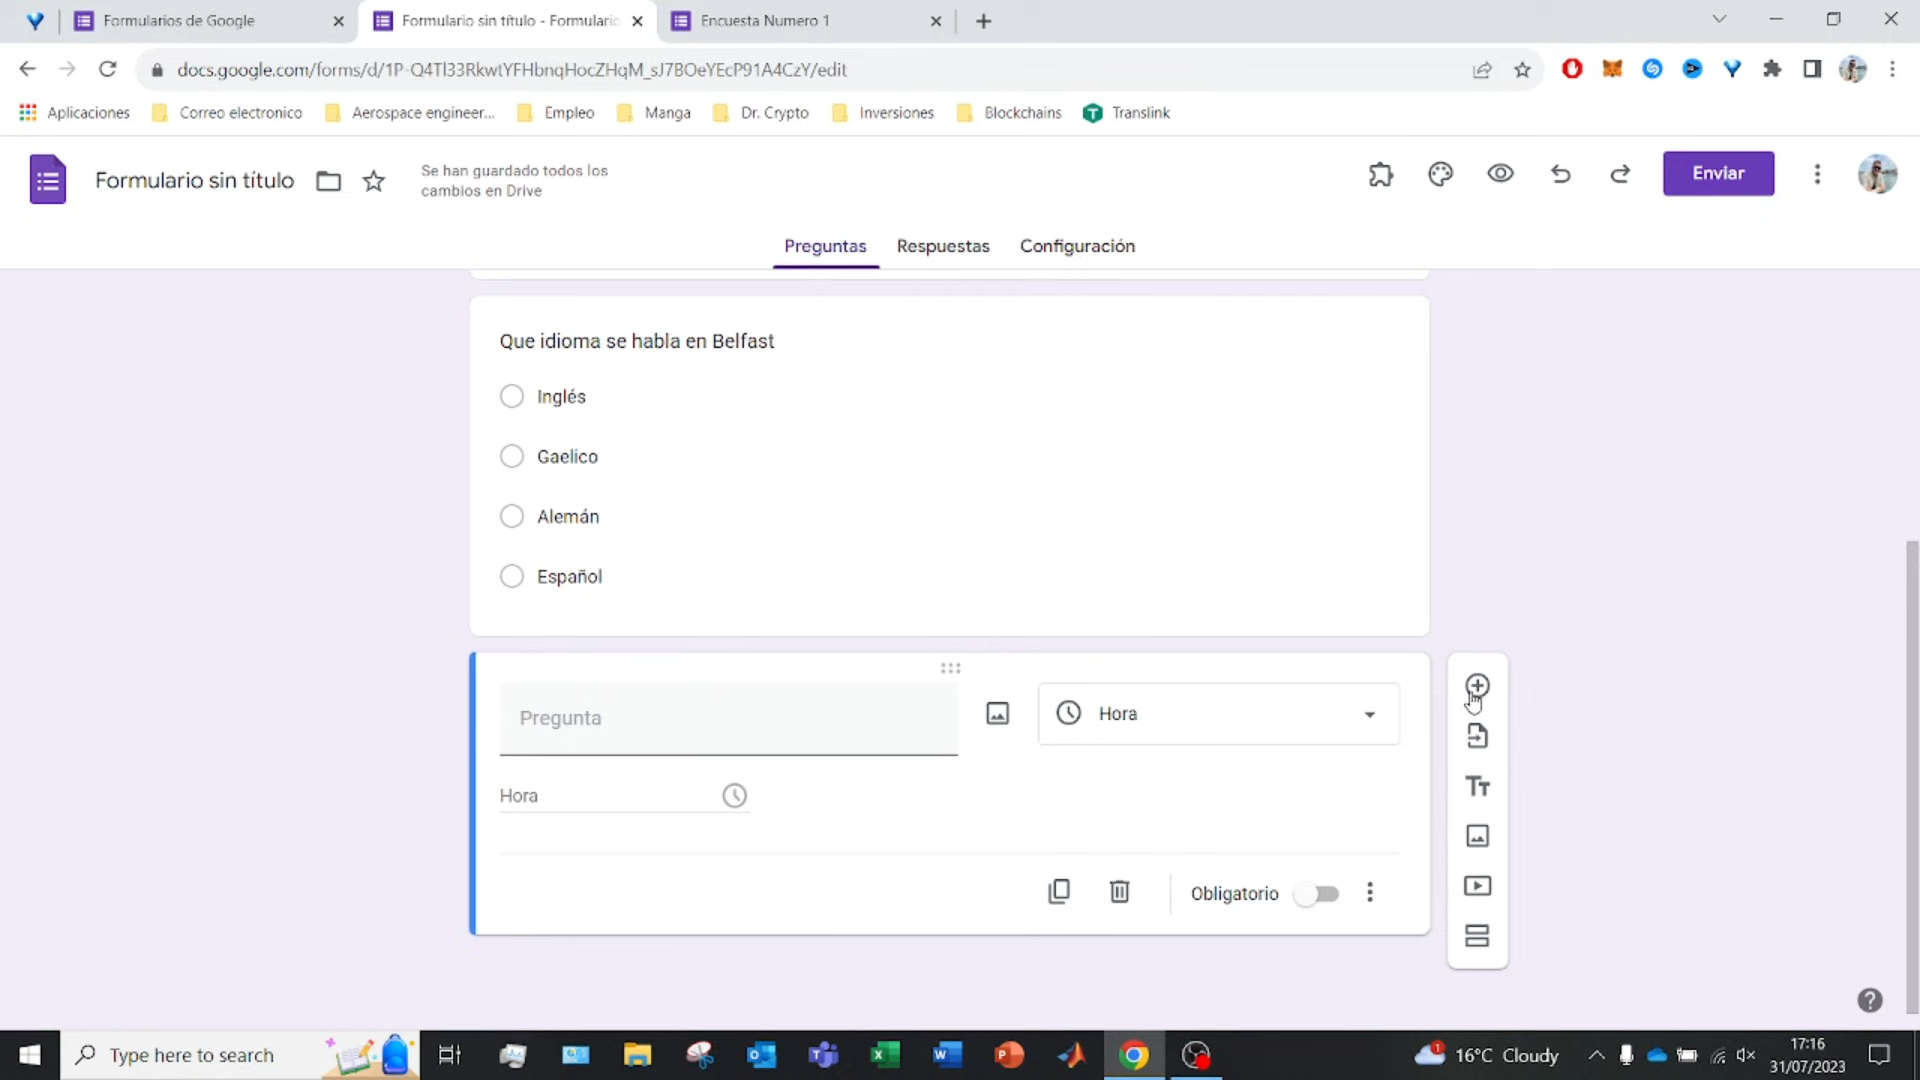 Formularios de Google
Formulario sin título - Formulario
Encuesta Numero 1
docs.google.com/forms/d/1P-Q4Tl33RkwtYFHbnqHocZHqM_sJ7BOeYEcP91A4CzY/edit
Aplicaciones
Correo electronico
Aerospace engineer...
Empleo
Manga
Dr. Crypto
Inversiones
Blockchains
Translink
Formulario sin título
Se han guardado todos los
cambios en Drive
Enviar
Preguntas
Respuestas
Configuración
Que idioma se habla en Belfast
Inglés
Gaelico
Alemán
Español
Pregunta
Hora
Hora
Obligatorio
Type here to search
16°C Cloudy
17:16
31/07/2023